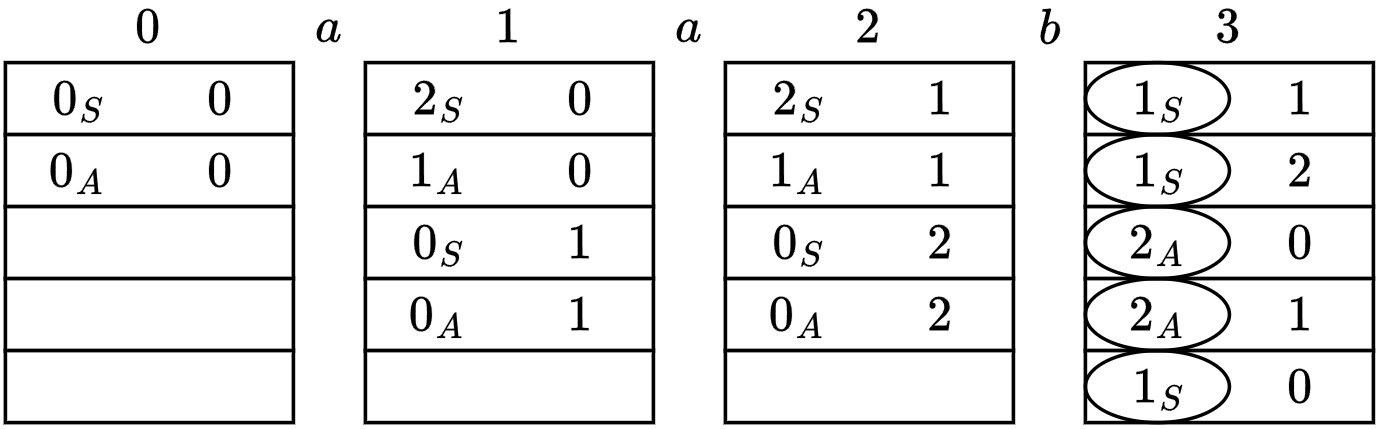 0 a 1 a 2 b 3
0_S 0 2_S 0 2_S 1 1_S 1
0_A 0 1_A 0 1_A 1 1_S 2
0_S 1 0_S 2 2_A 0
0_A 1 0_A 2 2_A 1
1_S 0